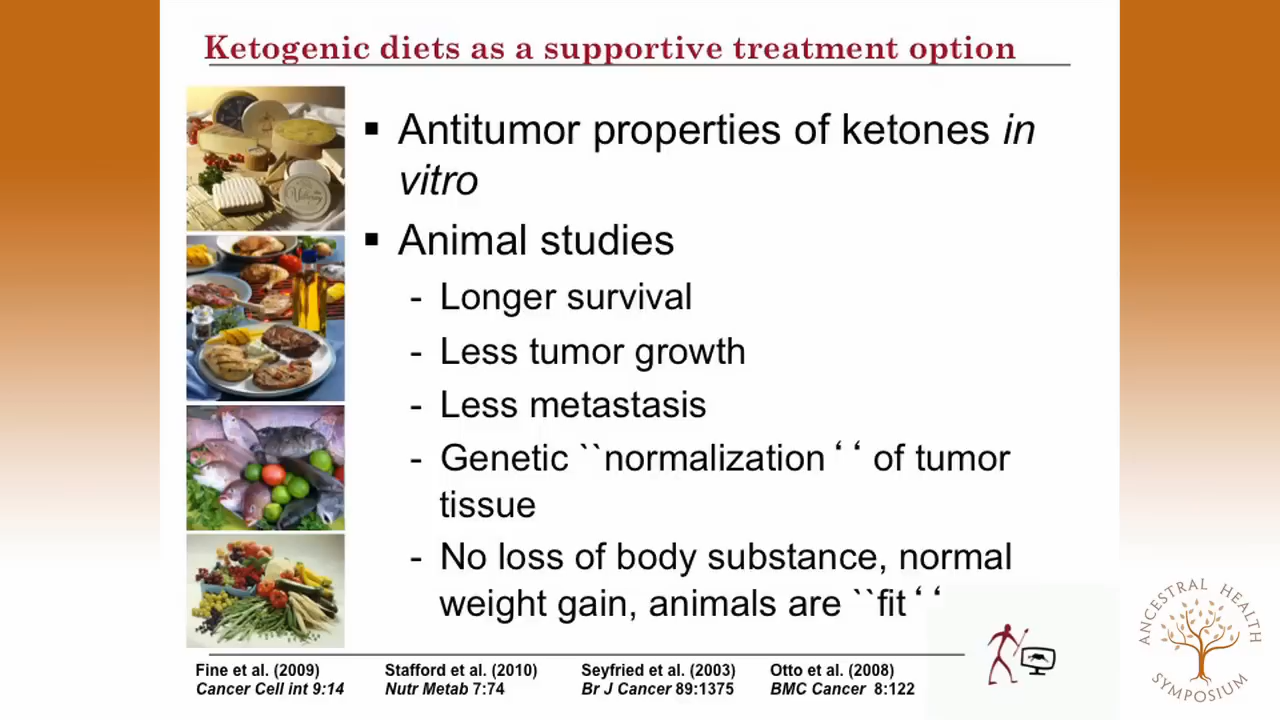 Ketogenic diets as a supportive treatment option
▪ Antitumor properties of ketones in
vitro
▪ Animal studies
- Longer survival
- Less tumor growth
- Less metastasis
- Genetic ``normalization ‘ ‘ of tumor
tissue
- No loss of body substance, normal
weight gain, animals are ``fit ‘ ‘
Fine et al. (2009)
Cancer Cell int 9:14
Stafford et al. (2010)
Nutr Metab 7:74
Seyfried et al. (2003)
Br J Cancer 89:1375
Otto et al. (2008)
BMC Cancer 8:122
ANCESTRAL HEALTH
SYMPOSIUM